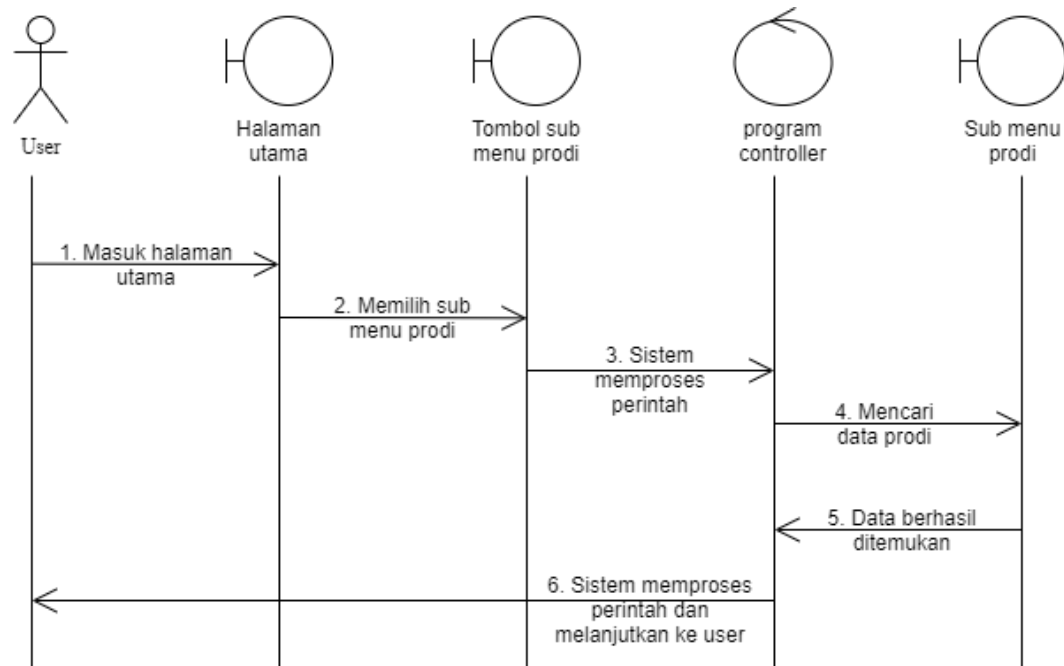 User
Halaman
utama
Tombol sub
menu prodi
program
controller
Sub menu
prodi
1. Masuk halaman
utama
2. Memilih sub
menu prodi
3. Sistem
memproses
perintah
4. Mencari
data prodi
5. Data berhasil
ditemukan
6. Sistem memproses
perintah dan
melanjutkan ke user